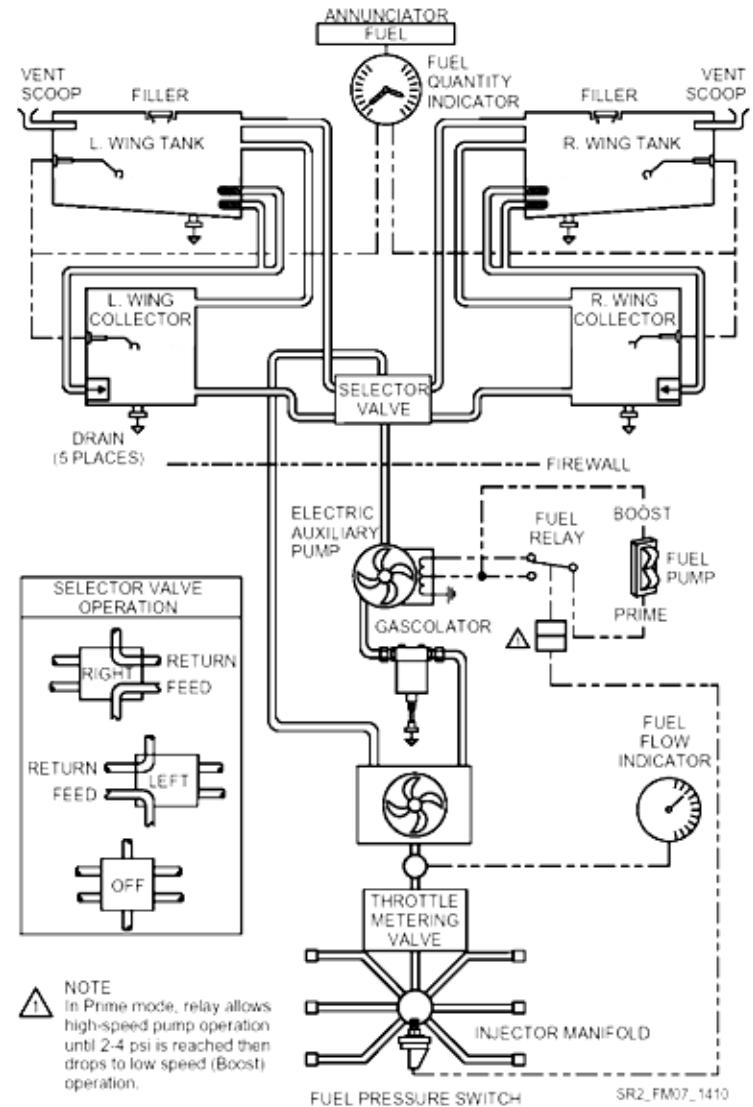 ANNUNCIATOR
FUEL
FUEL
QUANTITY
INDICATOR
VENT
SCOOP
FILLER
L. WING TANK
VENT
SCOOP
FILLER
R. WING TANK
L. WING
COLLECTOR
R. WING
COLLECTOR
SELECTOR
VALVE
DRAIN
(5 PLACES)
FIREWALL
ELECTRIC
AUXILIARY
PUMP
FUEL
RELAY
BOOST
FUEL
PUMP
PRIME
GASCOLATOR
1
SELECTOR VALVE
OPERATION
RIGHT
RETURN
FEED
RETURN
FEED
LEFT
OFF
FUEL
FLOW
INDICATOR
THROTTLE
METERING
VALVE
INJECTOR MANIFOLD
FUEL PRESSURE SWITCH
1
NOTE
In Prime mode, relay allows
high-speed pump operation
until 2-4 psi is reached then
drops to low speed (Boost)
operation.
SR2_FM07_1410